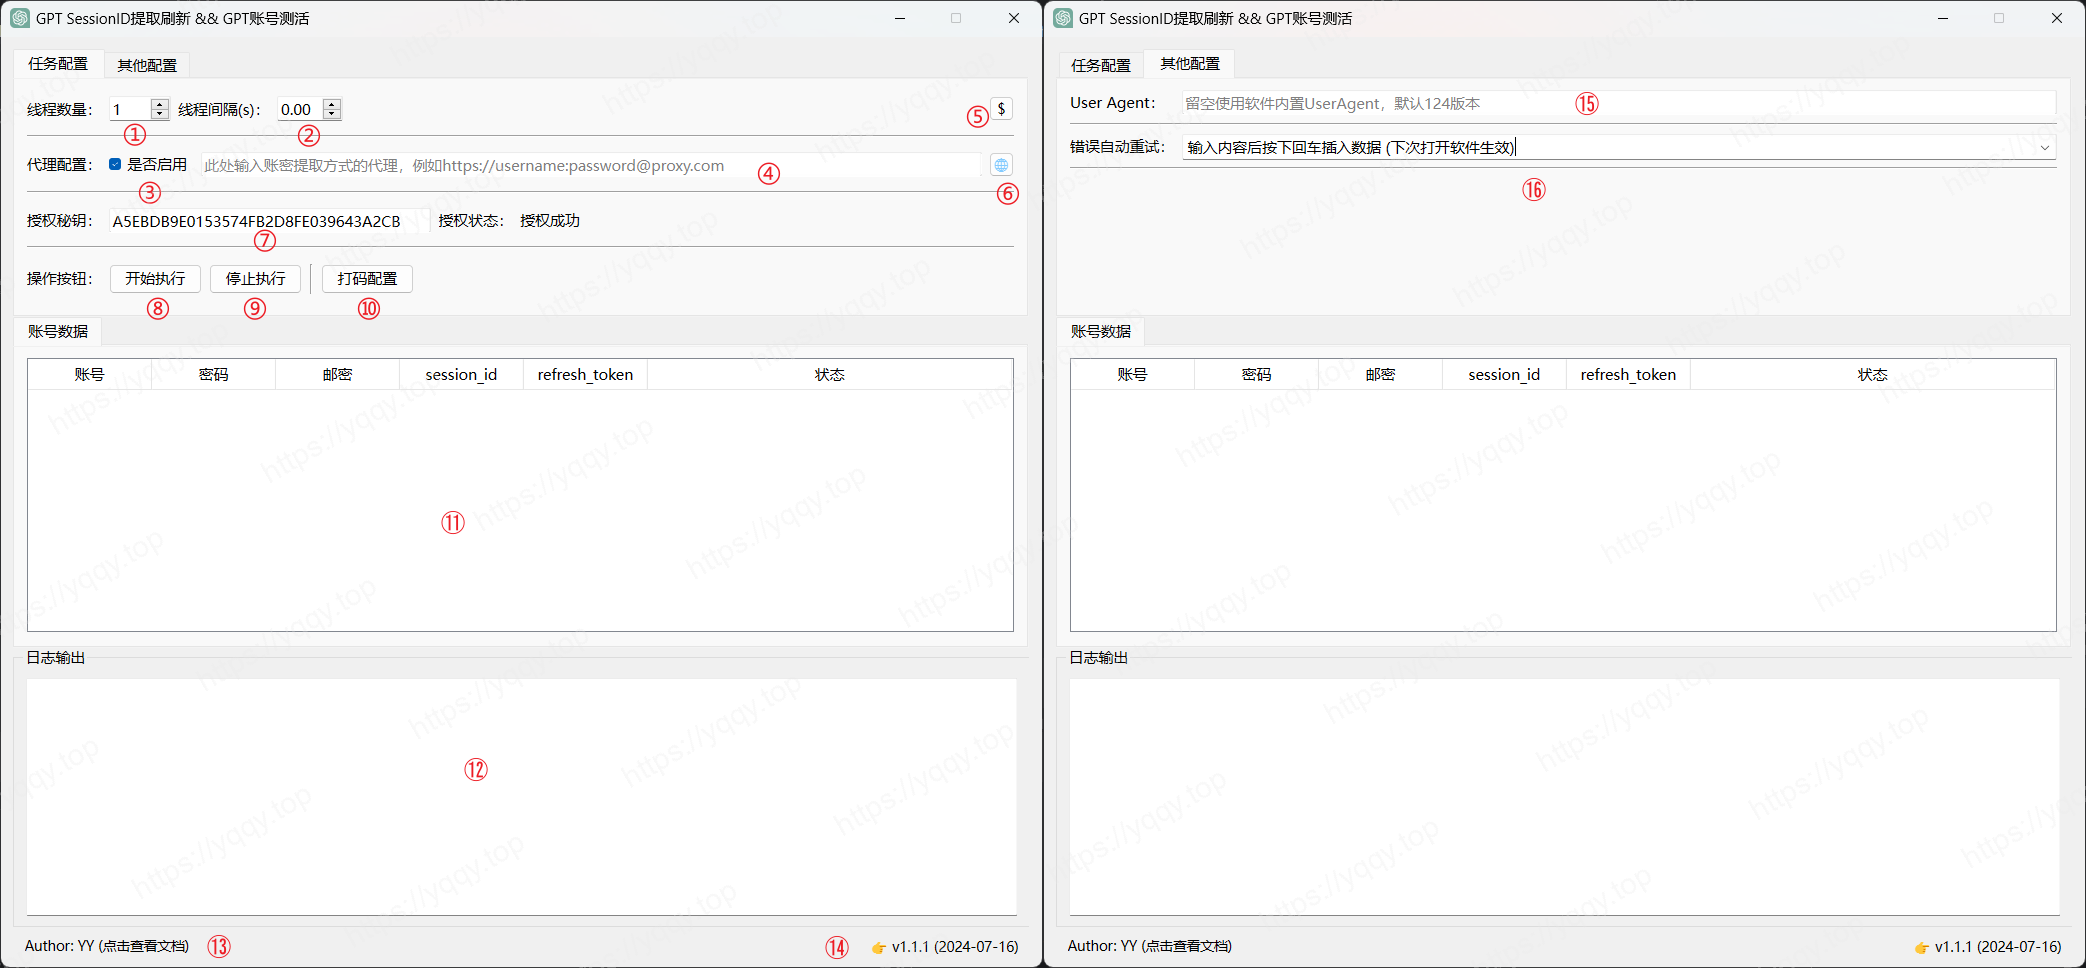 GPT SessionID提取刷新 && GPT账号测活
任务配置 其他配置
线程数量： 1 线程间隔(s)： 0.00 $
① ② ⑤
代理配置： 是否启用 此处输入账密提取方式的代理，例如https://username:password@proxy.com
③ ④ ⑥
授权秘钥： A5EBDB9E0153574FB2D8FE039643A2CB 授权状态： 授权成功
⑦
操作按钮： 开始执行 停止执行 打码配置
⑧ ⑨ ⑩
账号数据
账号 密码 邮密 session_id refresh_token 状态
⑪
日志输出
⑫
Author: YY (点击查看文档) ⑬ ⑭ 👉 v1.1.1 (2024-07-16)
GPT SessionID提取刷新 && GPT账号测活
任务配置 其他配置
User Agent： 留空使用软件内置UserAgent，默认124版本 ⑮
错误自动重试： 输入内容后按下回车插入数据 (下次打开软件生效)
⑯
账号数据
账号 密码 邮密 session_id refresh_token 状态
日志输出
Author: YY (点击查看文档) 👉 v1.1.1 (2024-07-16)
https://yqqy.top